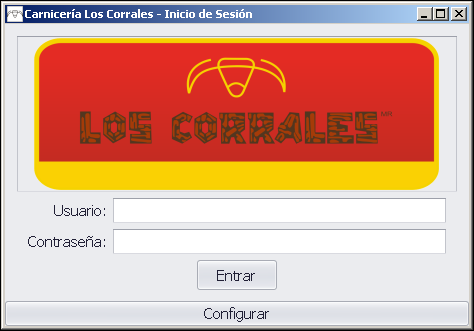 Carnicería Los Corrales - Inicio de Sesión
LOS CORRALES
Usuario:
Contraseña:
Entrar
Configurar